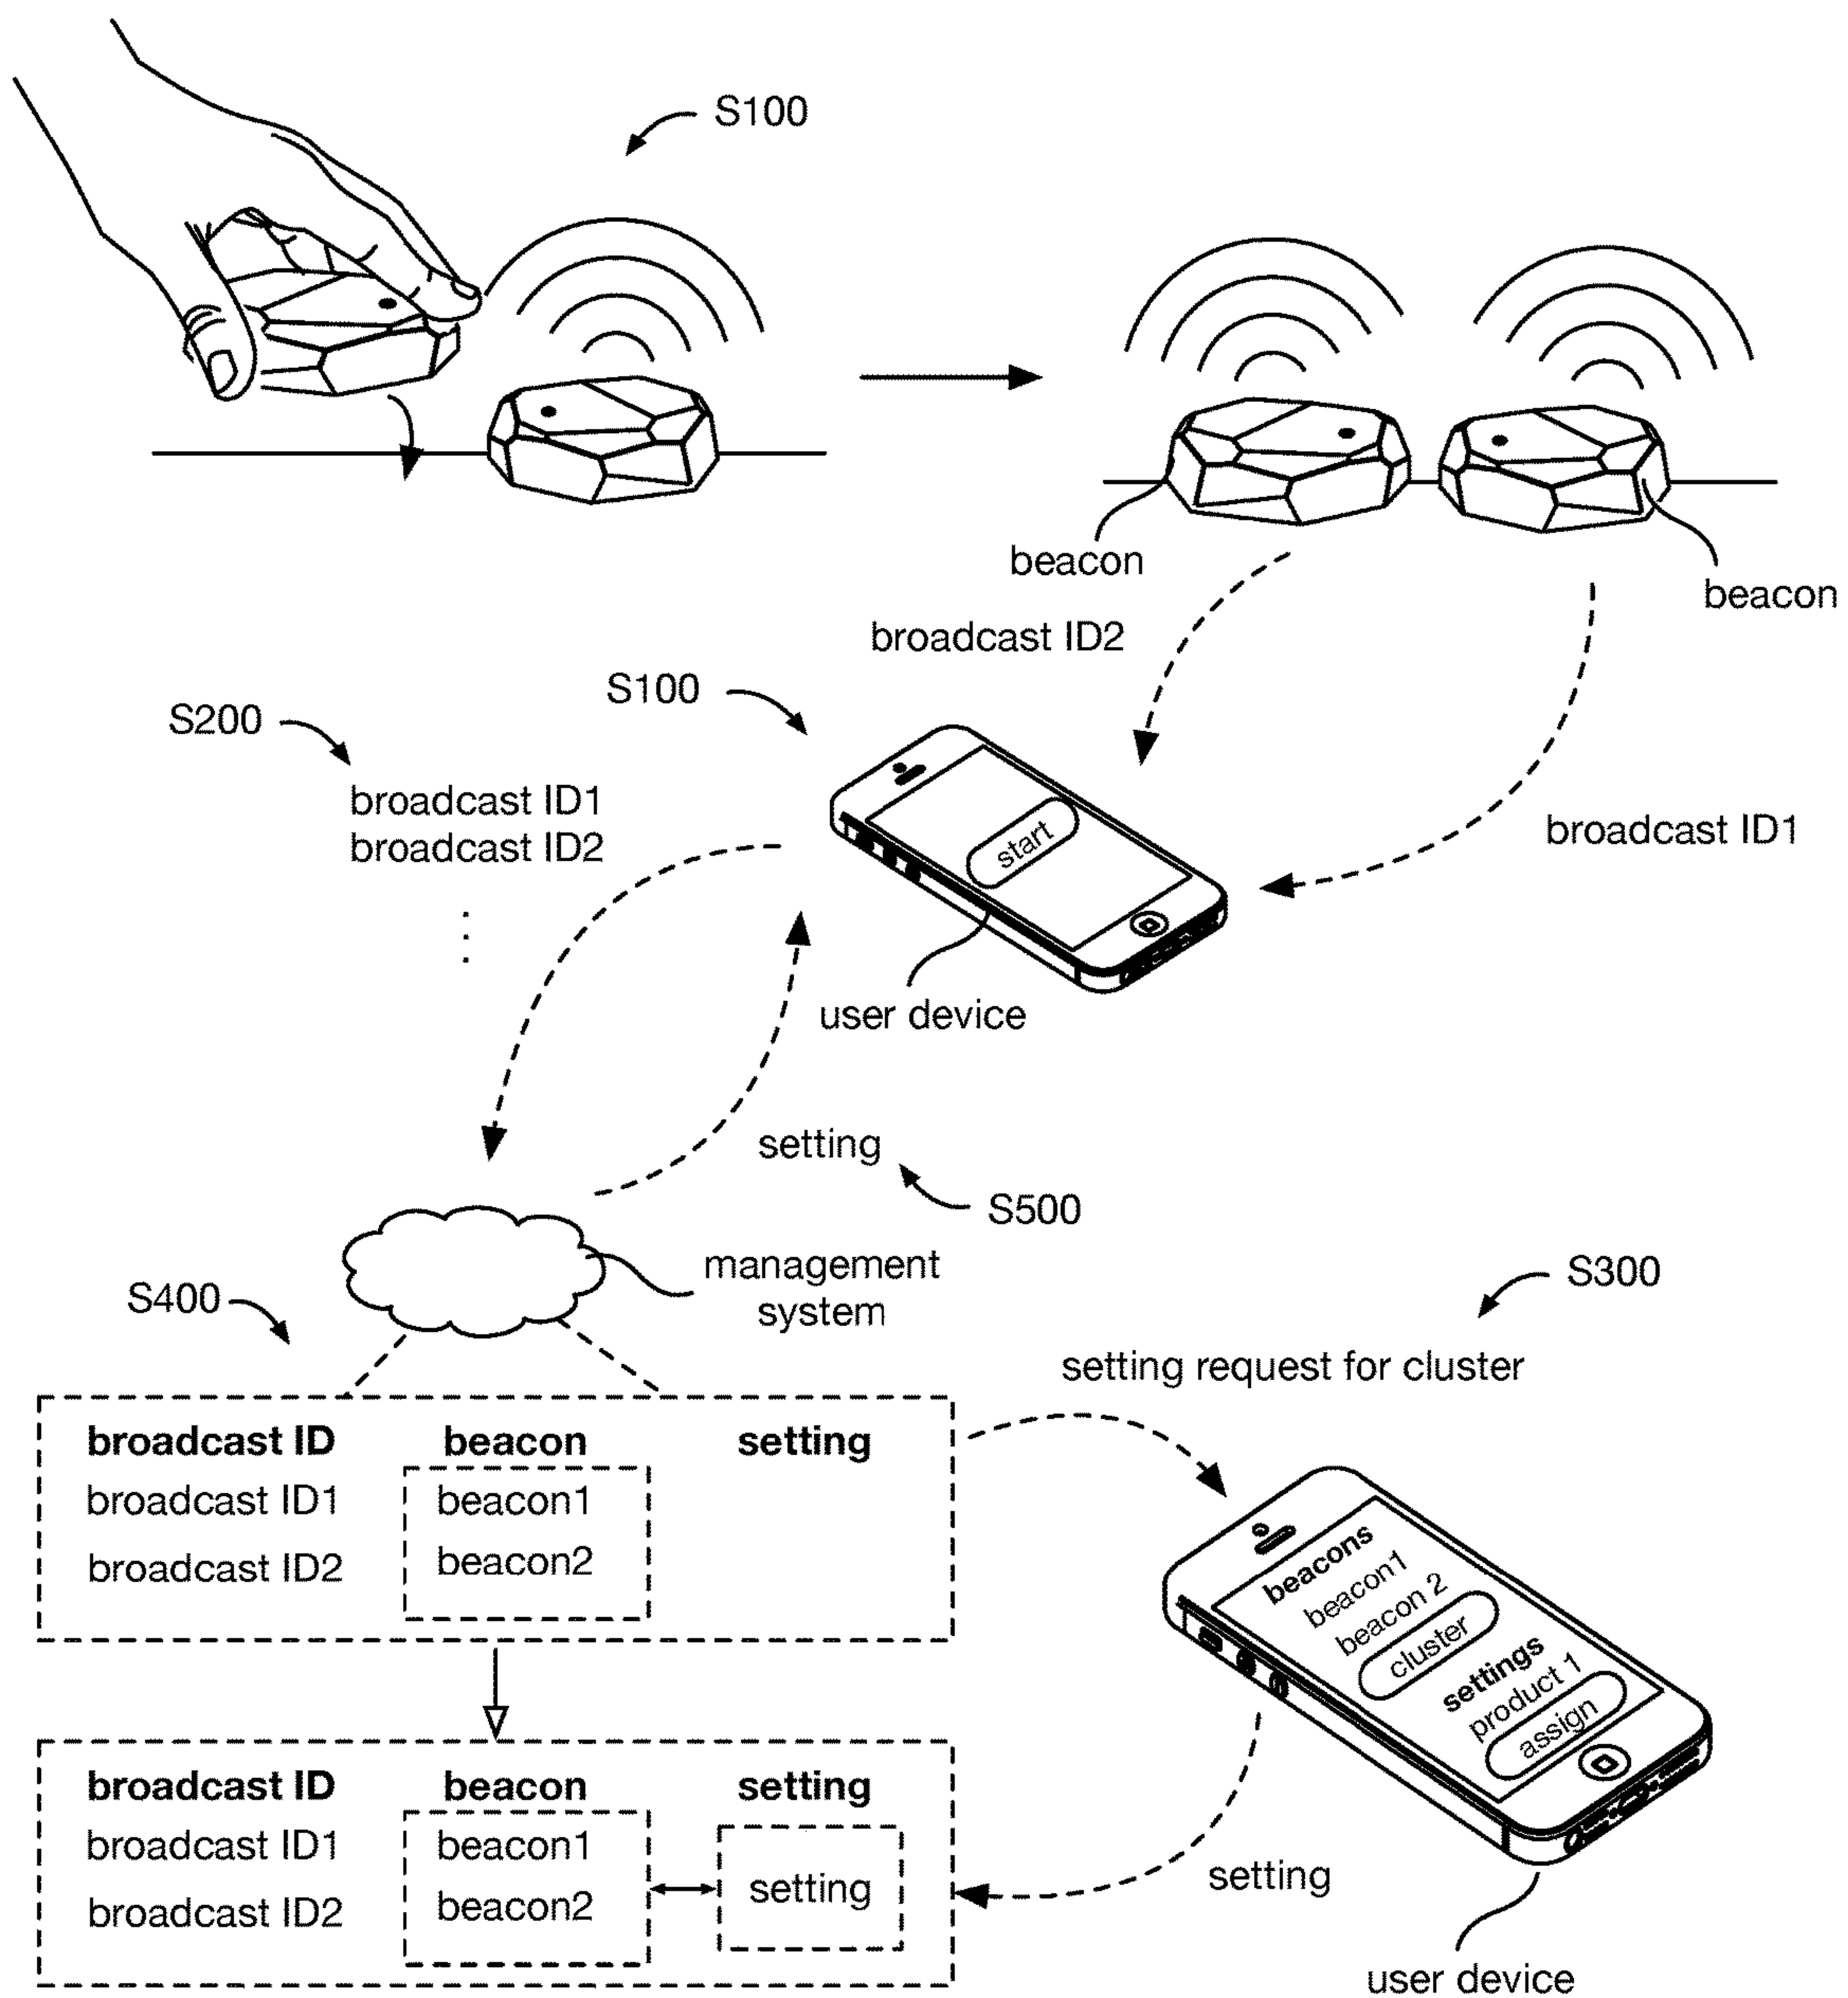 S100
beacon
beacon
broadcast ID2
S100
S200
broadcast ID1
broadcast ID2
start
broadcast ID1
user device
setting
S500
management
system
S400
S300
setting request for cluster
broadcast ID beacon setting
broadcast ID1 beacon1
broadcast ID2 beacon2
beacons
beacon1
beacon 2
cluster
settings
product 1
assign
broadcast ID beacon setting
broadcast ID1 beacon1
setting
broadcast ID2 beacon2
setting
user device